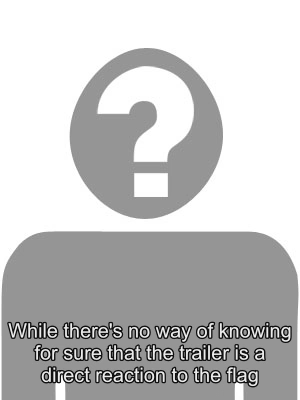 ?
While there's no way of knowing
for sure that the trailer is a
direct reaction to the flag